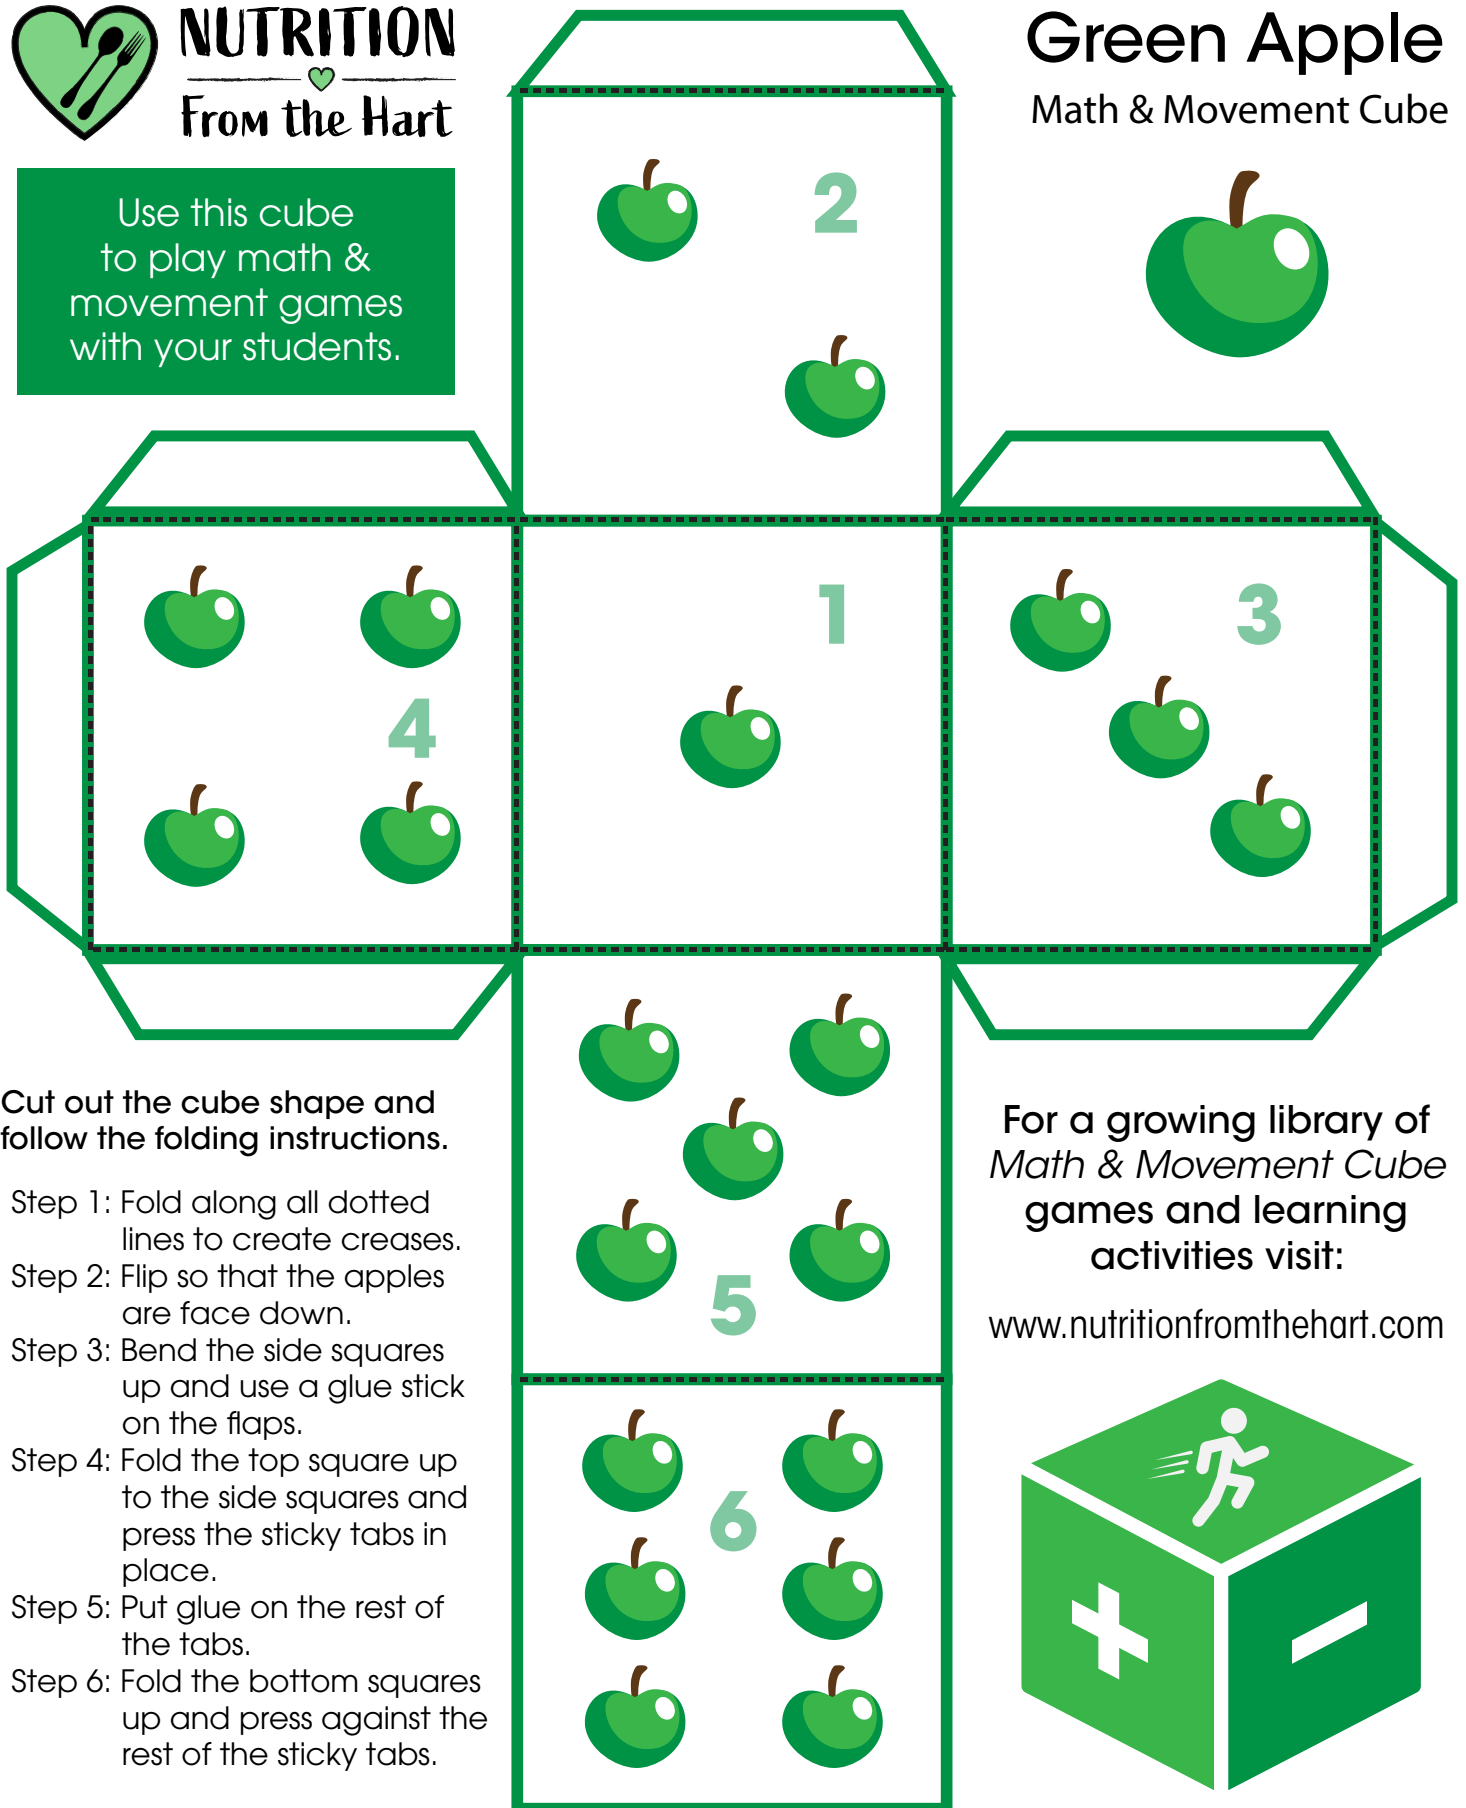 NUTRITION
From the Hart
Green Apple
Math & Movement Cube
Use this cube
to play math &
movement games
with your students.
2
4
1
3
5
6
Cut out the cube shape and
follow the folding instructions.
Step 1: Fold along all dotted
lines to create creases.
Step 2: Flip so that the apples
are face down.
Step 3: Bend the side squares
up and use a glue stick
on the flaps.
Step 4: Fold the top square up
to the side squares and
press the sticky tabs in
place.
Step 5: Put glue on the rest of
the tabs.
Step 6: Fold the bottom squares
up and press against the
rest of the sticky tabs.
For a growing library of
Math & Movement Cube
games and learning
activities visit:
www.nutritionfromthehart.com
+
-